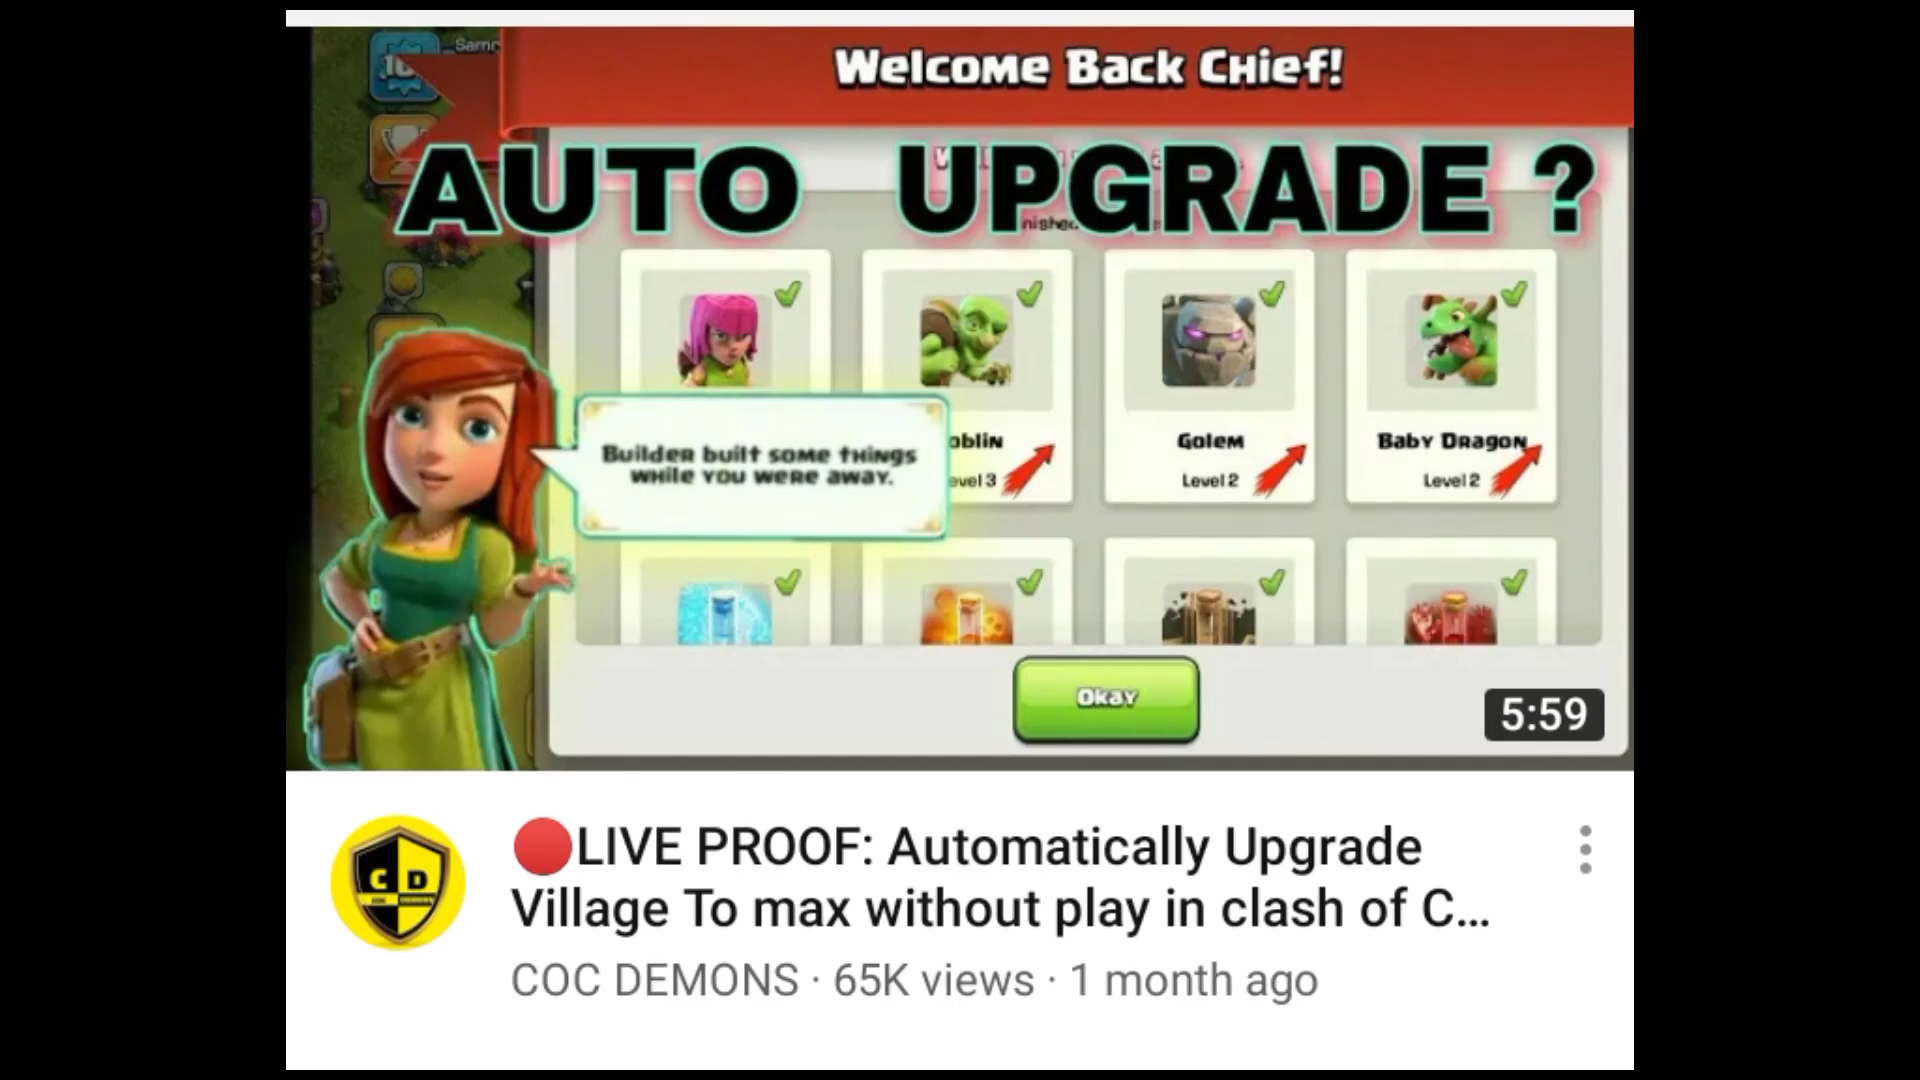 Welcome Back Chief!
AUTO UPGRADE ?
Builder built some things
while you were away.
Golem
Baby Dragon
Level 2
Level 2
Okay
5:59
LIVE PROOF: Automatically Upgrade
Village To max without play in clash of C...
C D
COC DEMONS · 65K views · 1 month ago